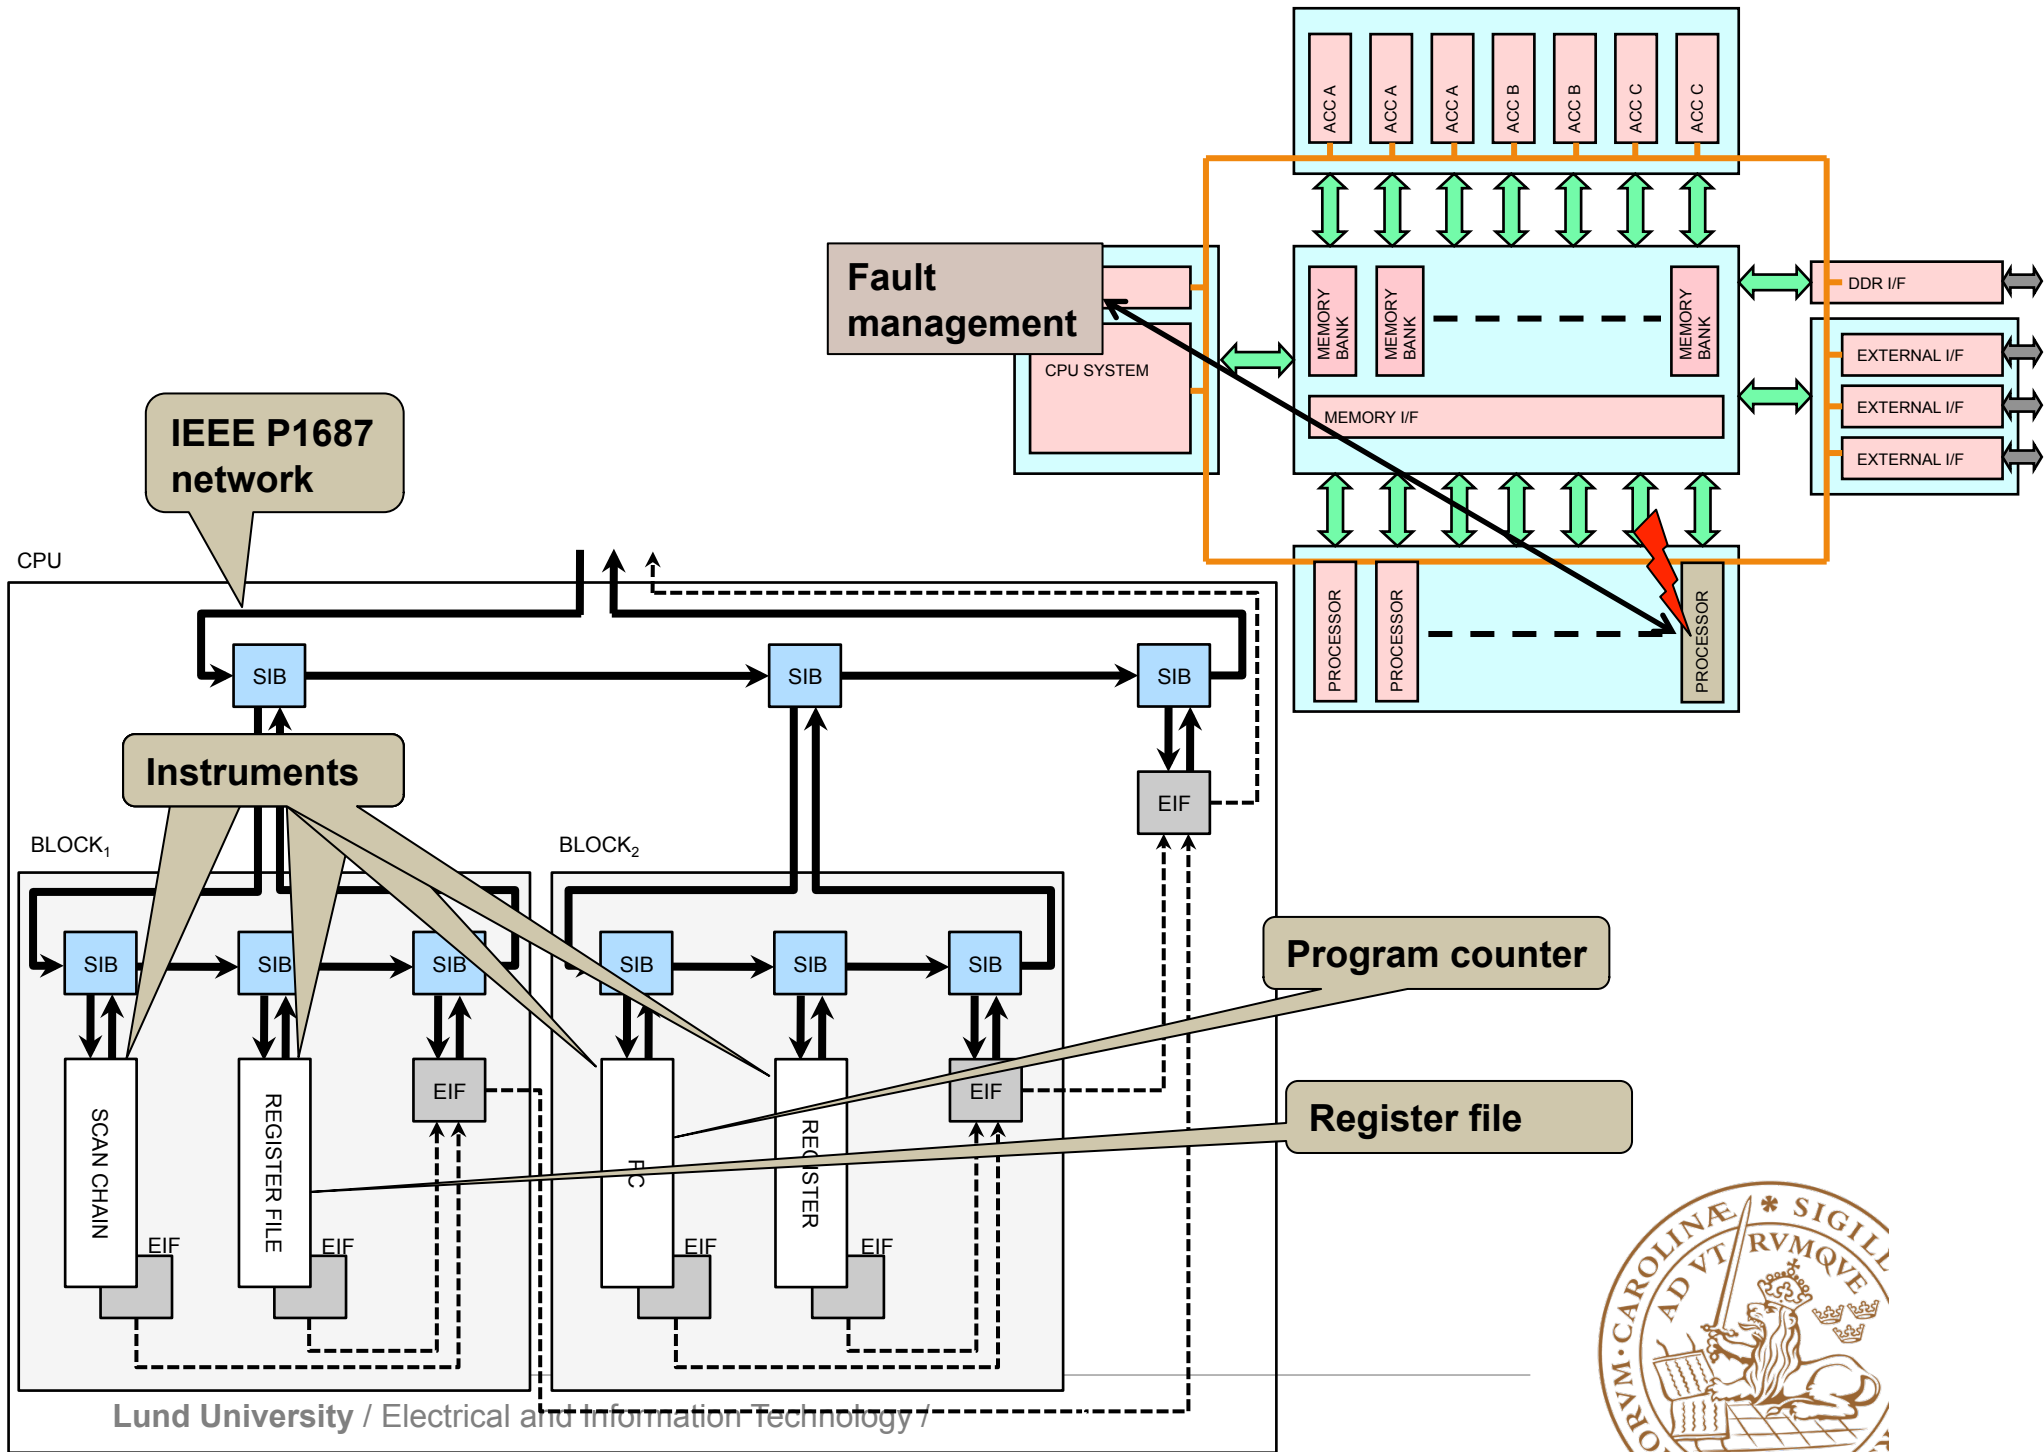 ACC A
ACC A
ACC A
ACC B
ACC B
ACC C
ACC C
Fault
management
CPU SYSTEM
MEMORY
BANK
MEMORY
BANK
MEMORY
BANK
MEMORY I/F
DDR I/F
EXTERNAL I/F
EXTERNAL I/F
EXTERNAL I/F
PROCESSOR
PROCESSOR
PROCESSOR
IEEE P1687
network
CPU
SIB
SIB
SIB
Instruments
EIF
BLOCK1
BLOCK2
SIB
SIB
SIB
SIB
SIB
SIB
Program counter
EIF
EIF
Register file
SCAN CHAIN
REGISTER FILE
PC
REGISTER
EIF
EIF
EIF
EIF
Lund University / Electrical and Information Technology /
CAROLINÆ * SIGILL
AD VTRVMQVE